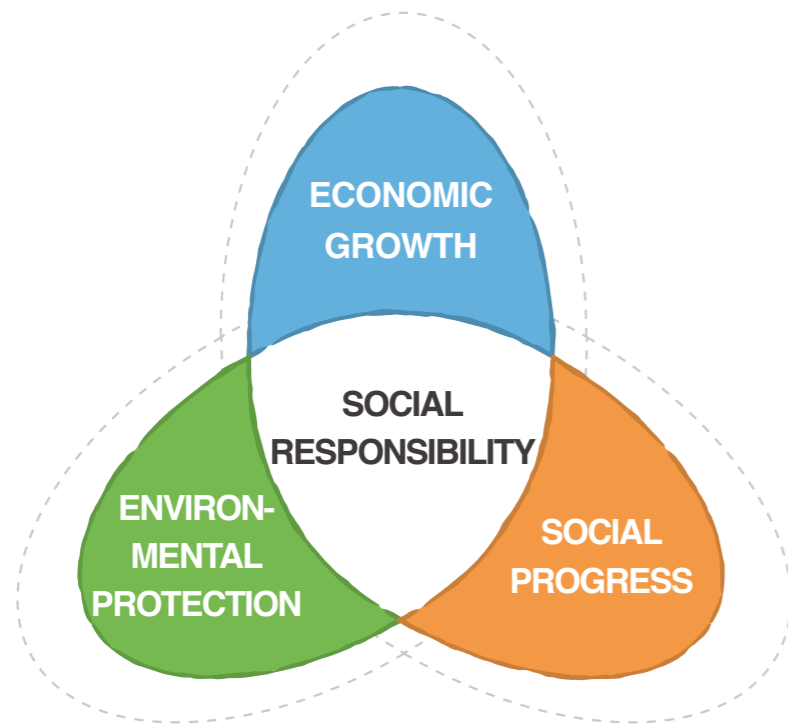 ECONOMIC
GROWTH
SOCIAL
RESPONSIBILITY
ENVIRON-
MENTAL
PROTECTION
SOCIAL
PROGRESS